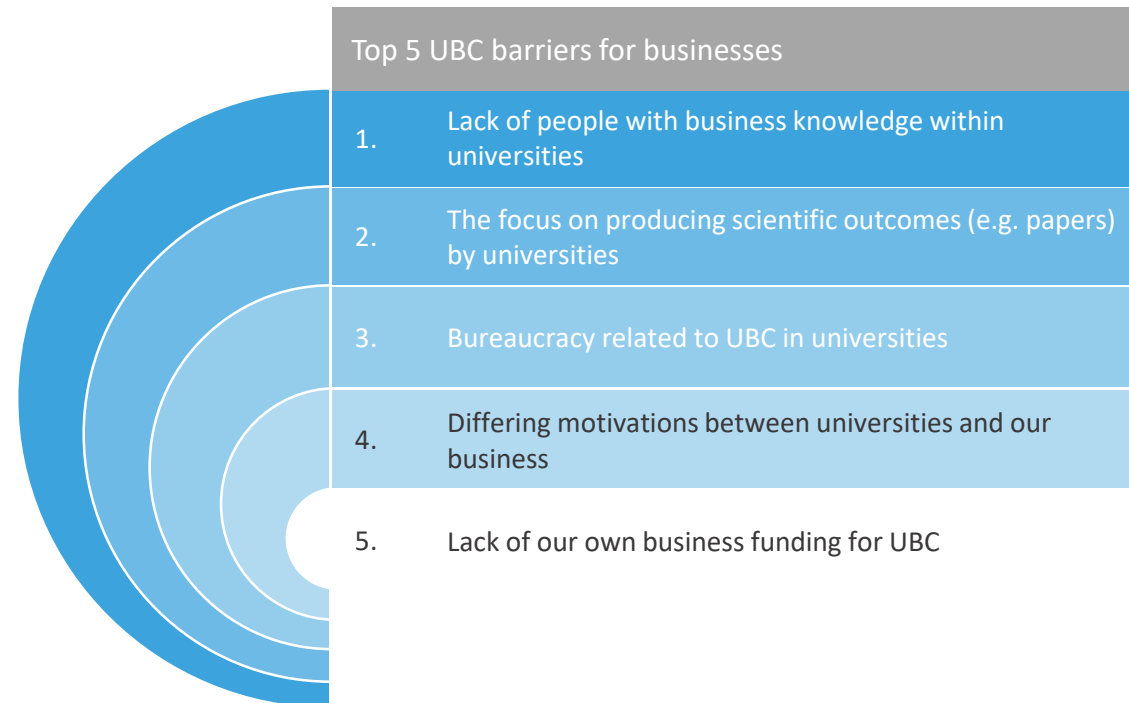 Top 5 UBC barriers for businesses
1.
Lack of people with business knowledge within
universities
2.
The focus on producing scientific outcomes (e.g. papers)
by universities
3.
Bureaucracy related to UBC in universities
4.
Differing motivations between universities and our
business
5.
Lack of our own business funding for UBC